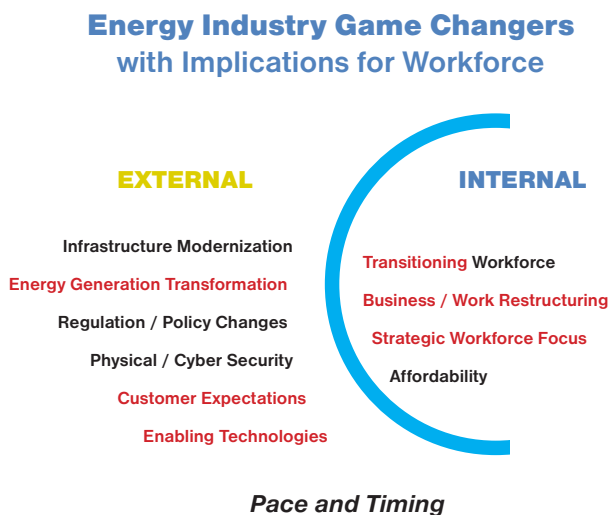 Energy Industry Game Changers
with Implications for Workforce
EXTERNAL
Infrastructure Modernization
Energy Generation Transformation
Regulation / Policy Changes
Physical / Cyber Security
Customer Expectations
Enabling Technologies
INTERNAL
Transitioning Workforce
Business / Work Restructuring
Strategic Workforce Focus
Affordability
Pace and Timing